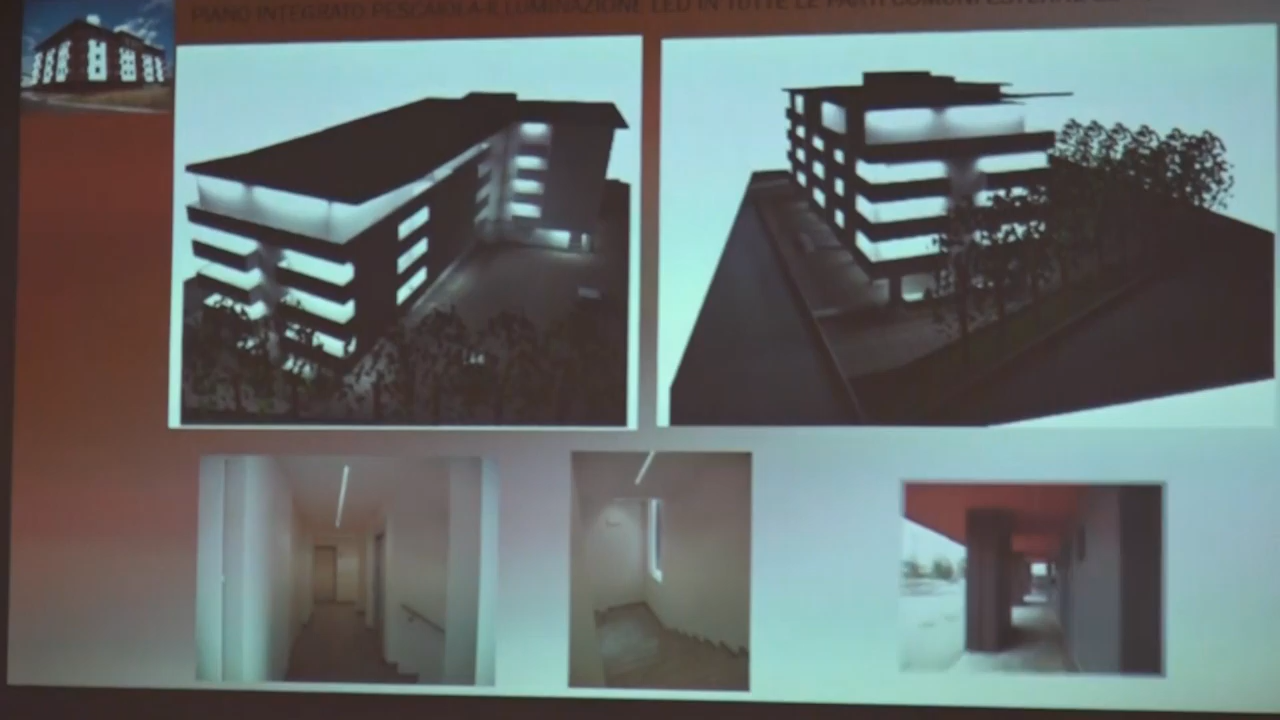 PIANO INTEGRATO PESCAIOLA-ILLUMINAZIONE LED IN TUTTE LE PARTI COMUNI ESTERNE